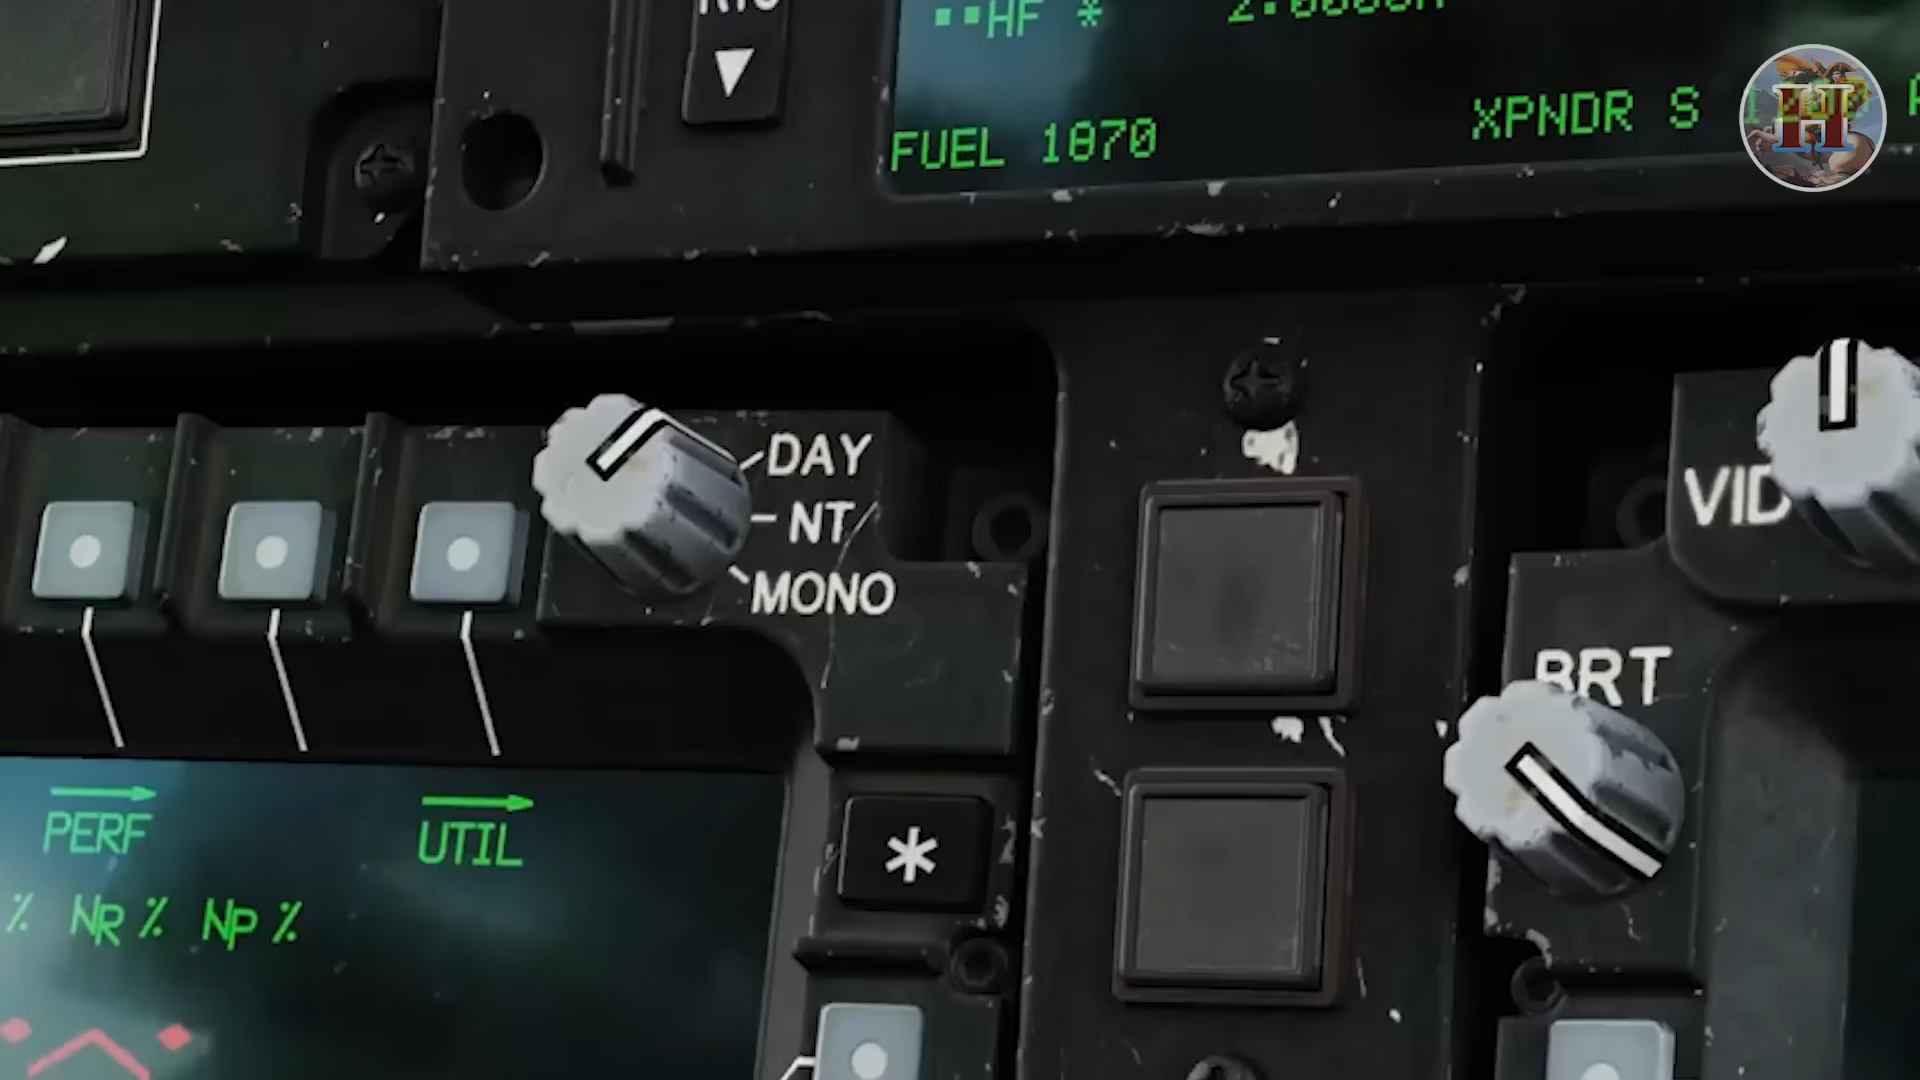 HF *
FUEL 1870
XPNDR S
H
DAY
NT
MONO
VID
BRT
PERF
UTIL
% NR % NP %
*